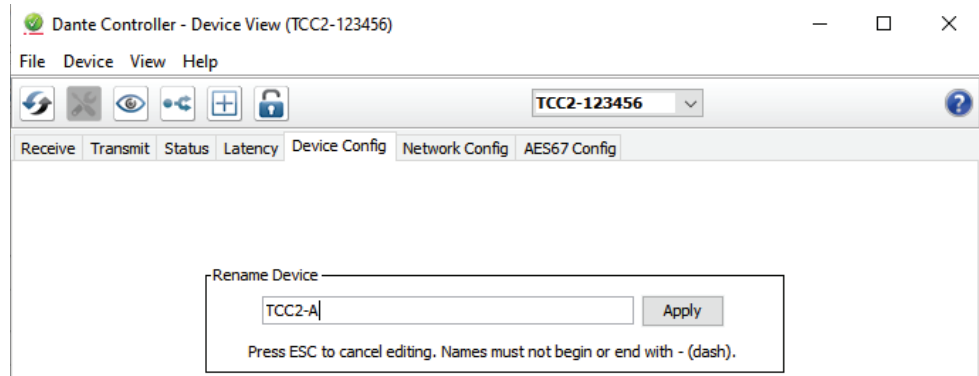 Dante Controller - Device View (TCC2-123456)
File Device View Help
TCC2-123456
Receive Transmit Status Latency Device Config Network Config AES67 Config
Rename Device
TCC2-A
Apply
Press ESC to cancel editing. Names must not begin or end with - (dash).